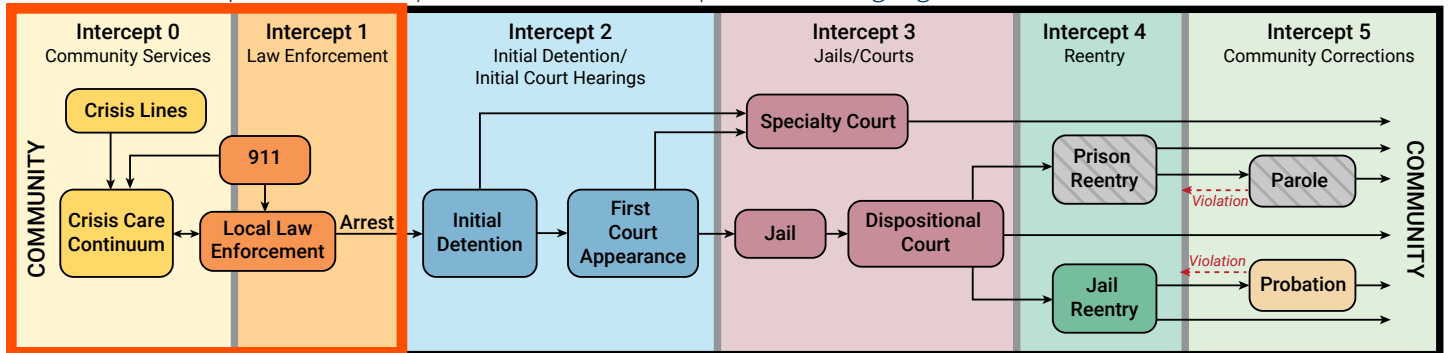 Intercept 0
Community Services
Intercept 1
Law Enforcement
Intercept 2
Initial Detention/
Initial Court Hearings
Intercept 3
Jails/Courts
Intercept 4
Reentry
Intercept 5
Community Corrections
COMMUNITY
Crisis Lines
911
Crisis Care
Continuum
Local Law
Enforcement
Arrest
Initial
Detention
First
Court
Appearance
Specialty Court
Jail
Dispositional
Court
Prison
Reentry
Violation
Parole
Jail
Reentry
Violation
Probation
COMMUNITY